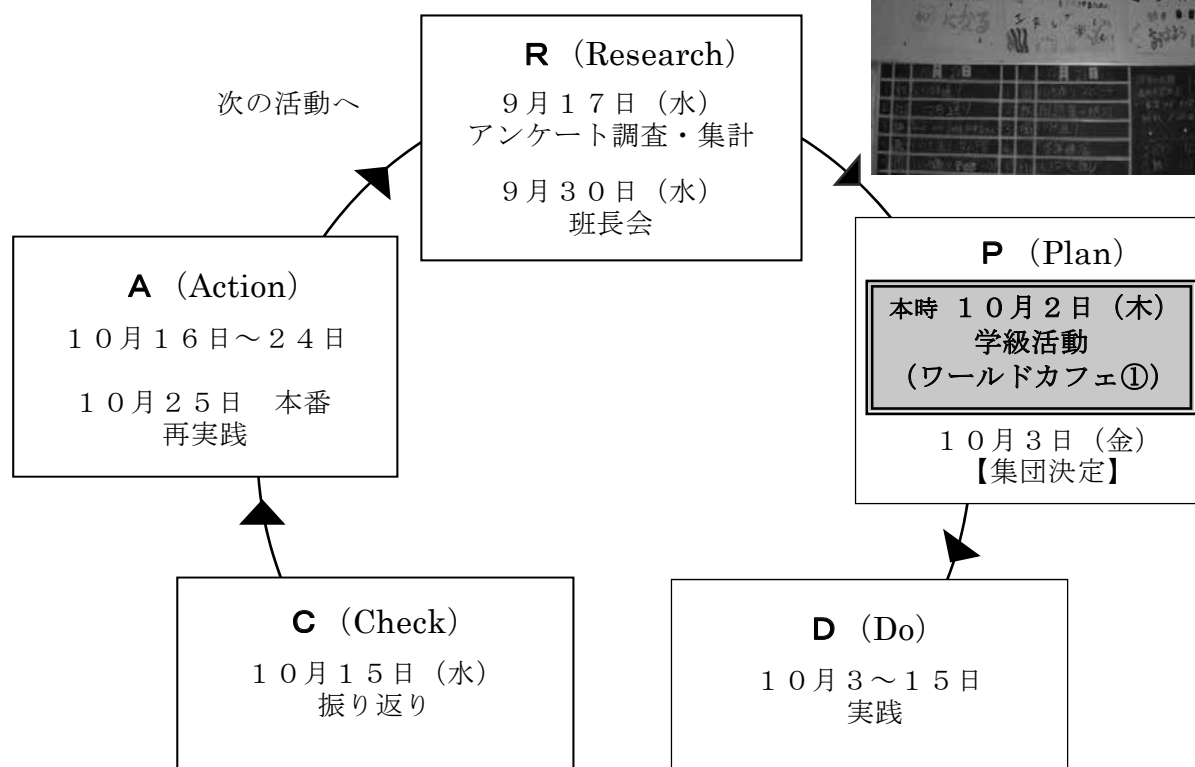 R （Research）
９月１７日（水）
アンケート調査・集計
９月３０日（水）
班長会
次の活動へ
P （Plan）
本時 １０月２日（木）
学級活動
（ワールドカフェ①）
１０月３日（金）
【集団決定】
A （Action）
１０月１６日～２４日
１０月２５日　本番
再実践
C （Check）
１０月１５日（水）
振り返り
D （Do）
１０月３～１５日
実践
になる